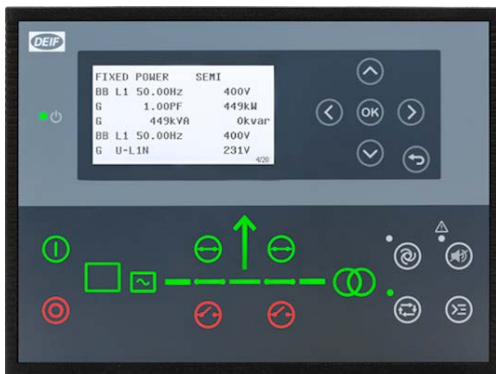 DEIF
FIXED POWER SEMI
BB L1 50.00Hz 400V
G 1.00PF 449kW
G 449kVA 0kvar
BB L1 50.00Hz 400V
G U-L1N 231V
4/20
OK